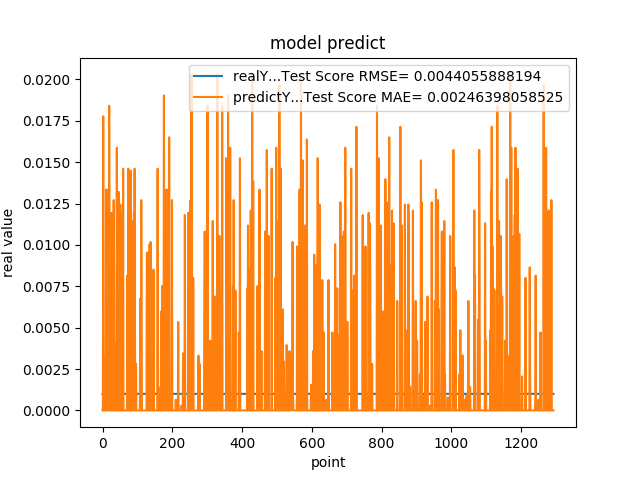 model predict
realY...Test Score RMSE= 0.0044055888194
predictY...Test Score MAE= 0.00246398058525
real value
0.0200
0.0175
0.0150
0.0125
0.0100
0.0075
0.0050
0.0025
0.0000
0 200 400 600 800 1000 1200
point